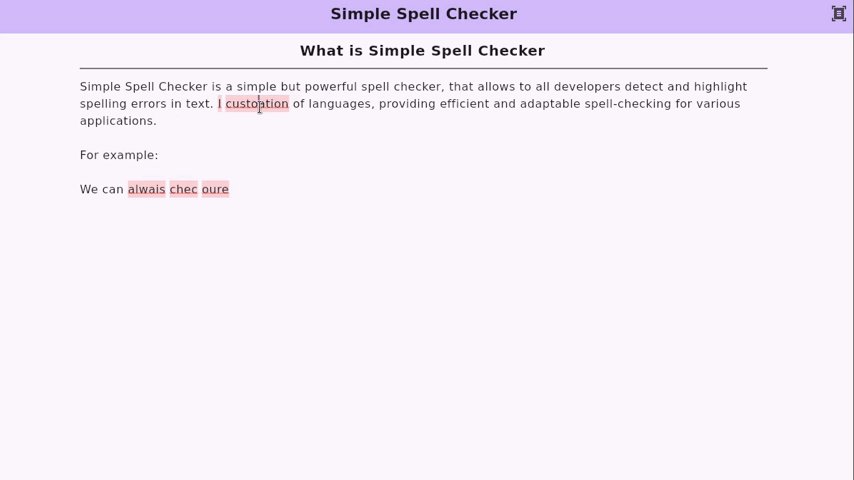 Simple Spell Checker
What is Simple Spell Checker
Simple Spell Checker is a simple but powerful spell checker, that allows to all developers detect and highlight
spelling errors in text. I custoation of languages, providing efficient and adaptable spell-checking for various
applications.
For example:
We can alwais chec oure